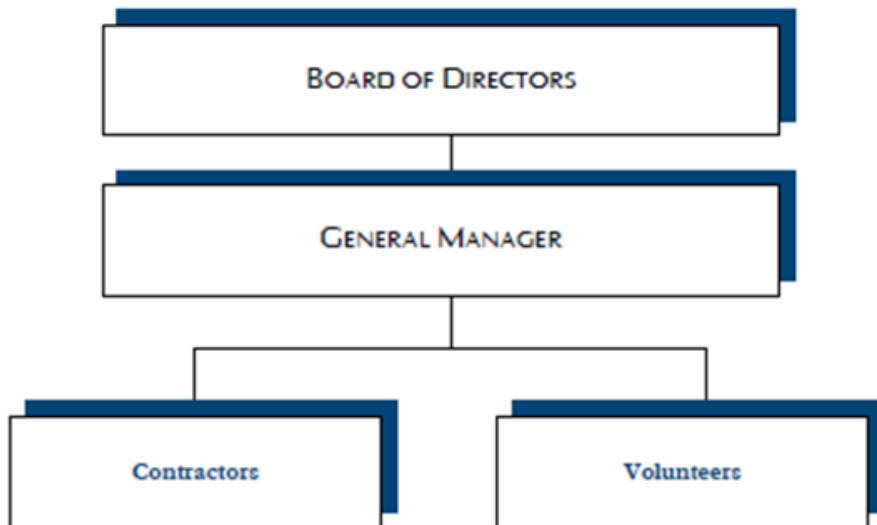 BOARD OF DIRECTORS
GENERAL MANAGER
Contractors
Volunteers